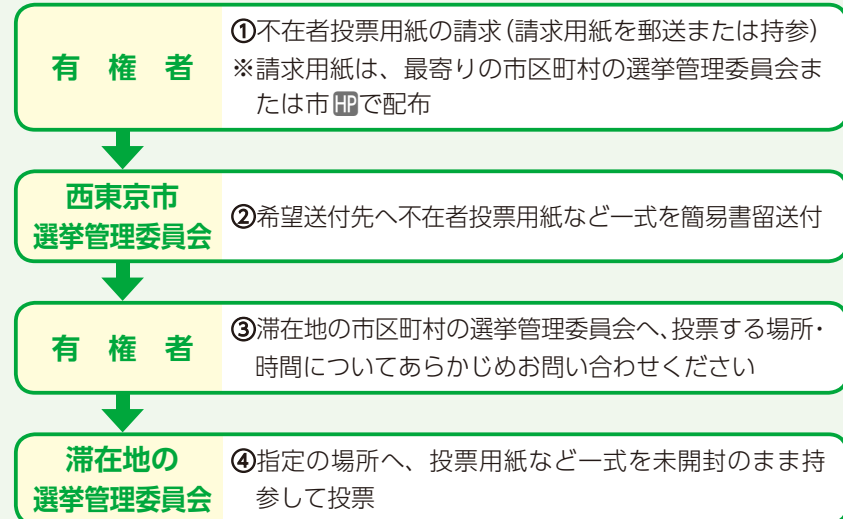 有権者
①不在者投票用紙の請求（請求用紙を郵送または持参）
※請求用紙は、最寄りの市区町村の選挙管理委員会ま
たは市HPで配布
西東京市
選挙管理委員会
②希望送付先へ不在者投票用紙など一式を簡易書留送付
有権者
③滞在地の市区町村の選挙管理委員会へ、投票する場所・
時間についてあらかじめお問い合わせください
滞在地の
選挙管理委員会
④指定の場所へ、投票用紙など一式を未開封のまま持
参して投票